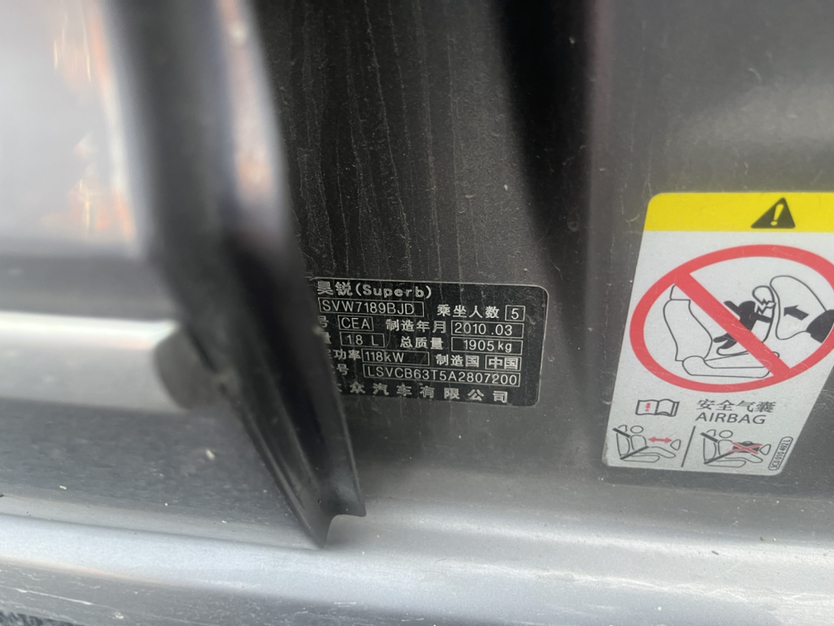 昊锐(Superb)
SVW7189BJD 乘坐人数 5
号 CEA 制造年月 2010.03
量 1.8 L 总质量 1905kg
功率 118kW 制造国 中国
号 LSVCB63T5A2807200
众汽车有限公司
安全气囊
AIRBAG